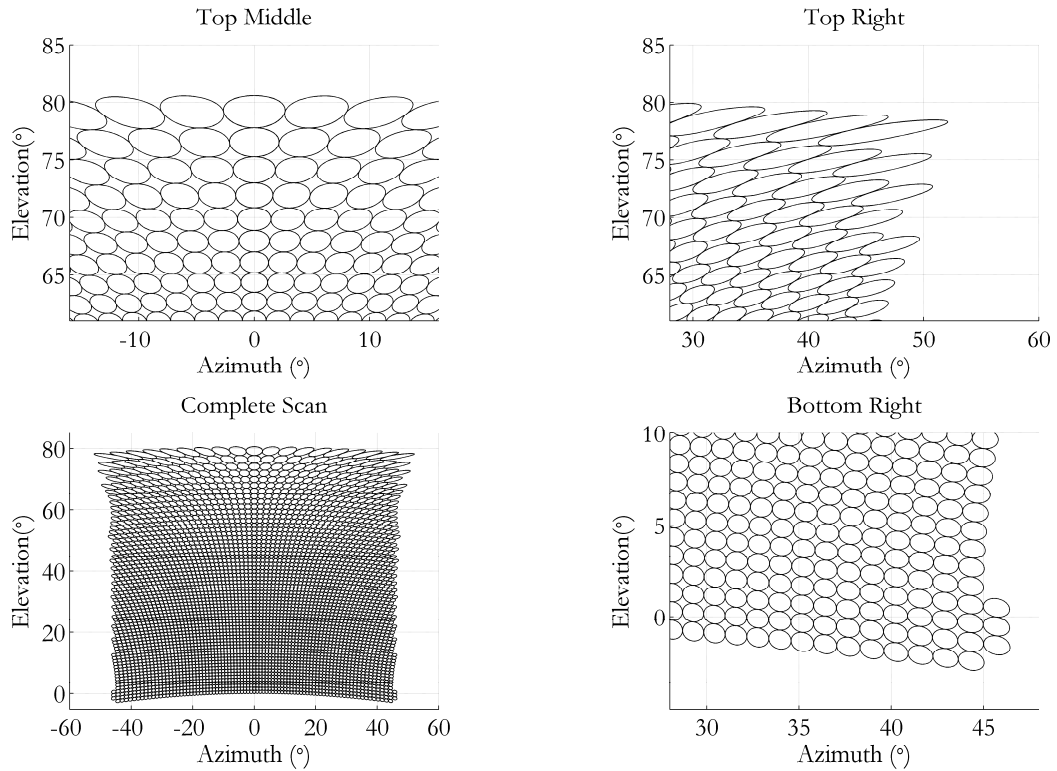 Top Middle
85
80
75
70
65
Elevation(°)
-10 0 10
Azimuth (°)
Top Right
85
80
75
70
65
Elevation(°)
30 40 50 60
Azimuth (°)
Complete Scan
80
60
40
20
0
Elevation(°)
-60 -40 -20 0 20 40 60
Azimuth (°)
Bottom Right
10
5
0
Elevation(°)
30 35 40 45
Azimuth (°)